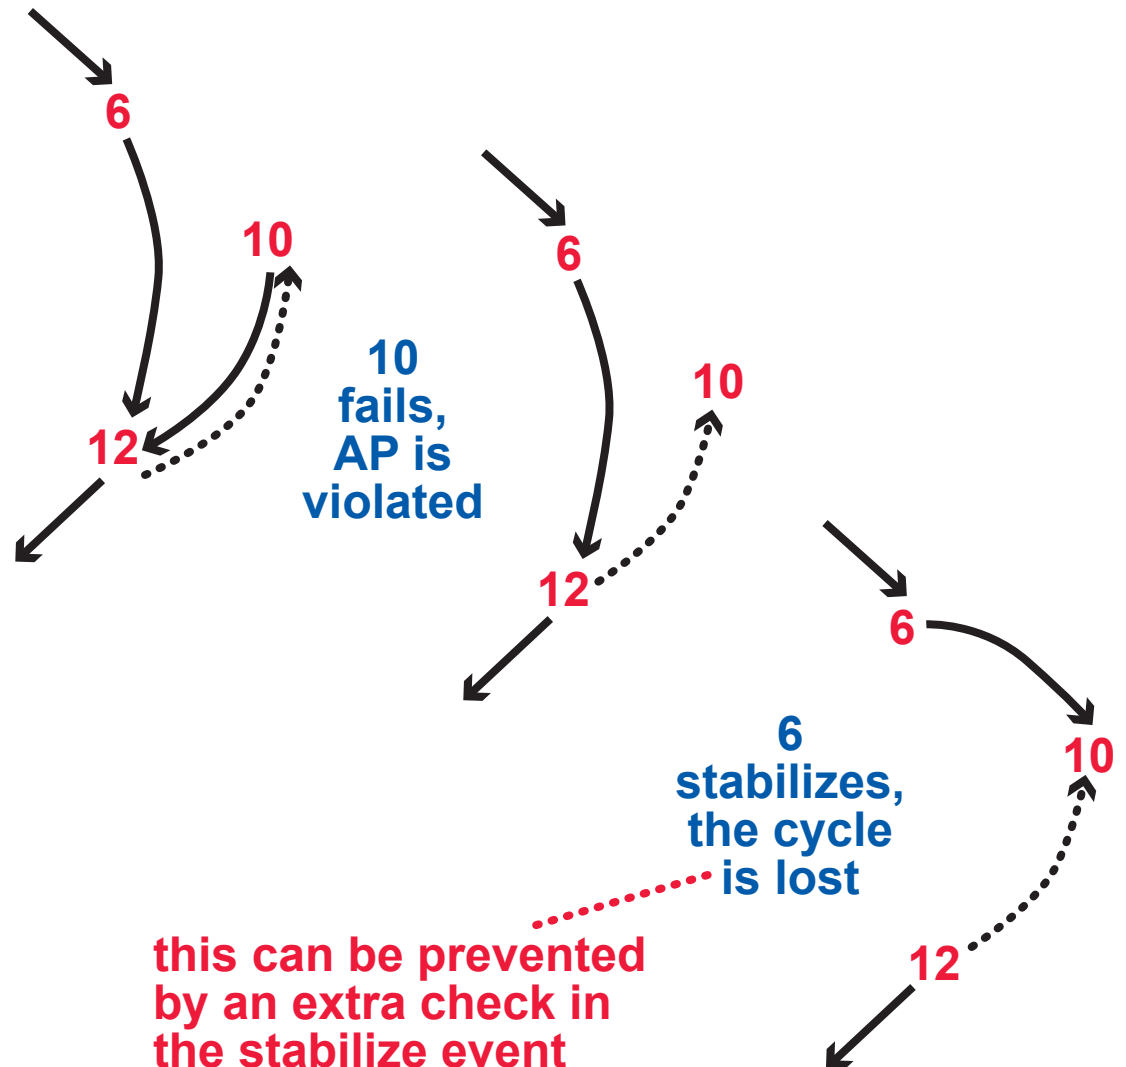 6
10
12
10
fails,
AP is
violated
6
10
12
6
10
12
6
stabilizes,
the cycle
is lost
this can be prevented
by an extra check in
the stabilize event